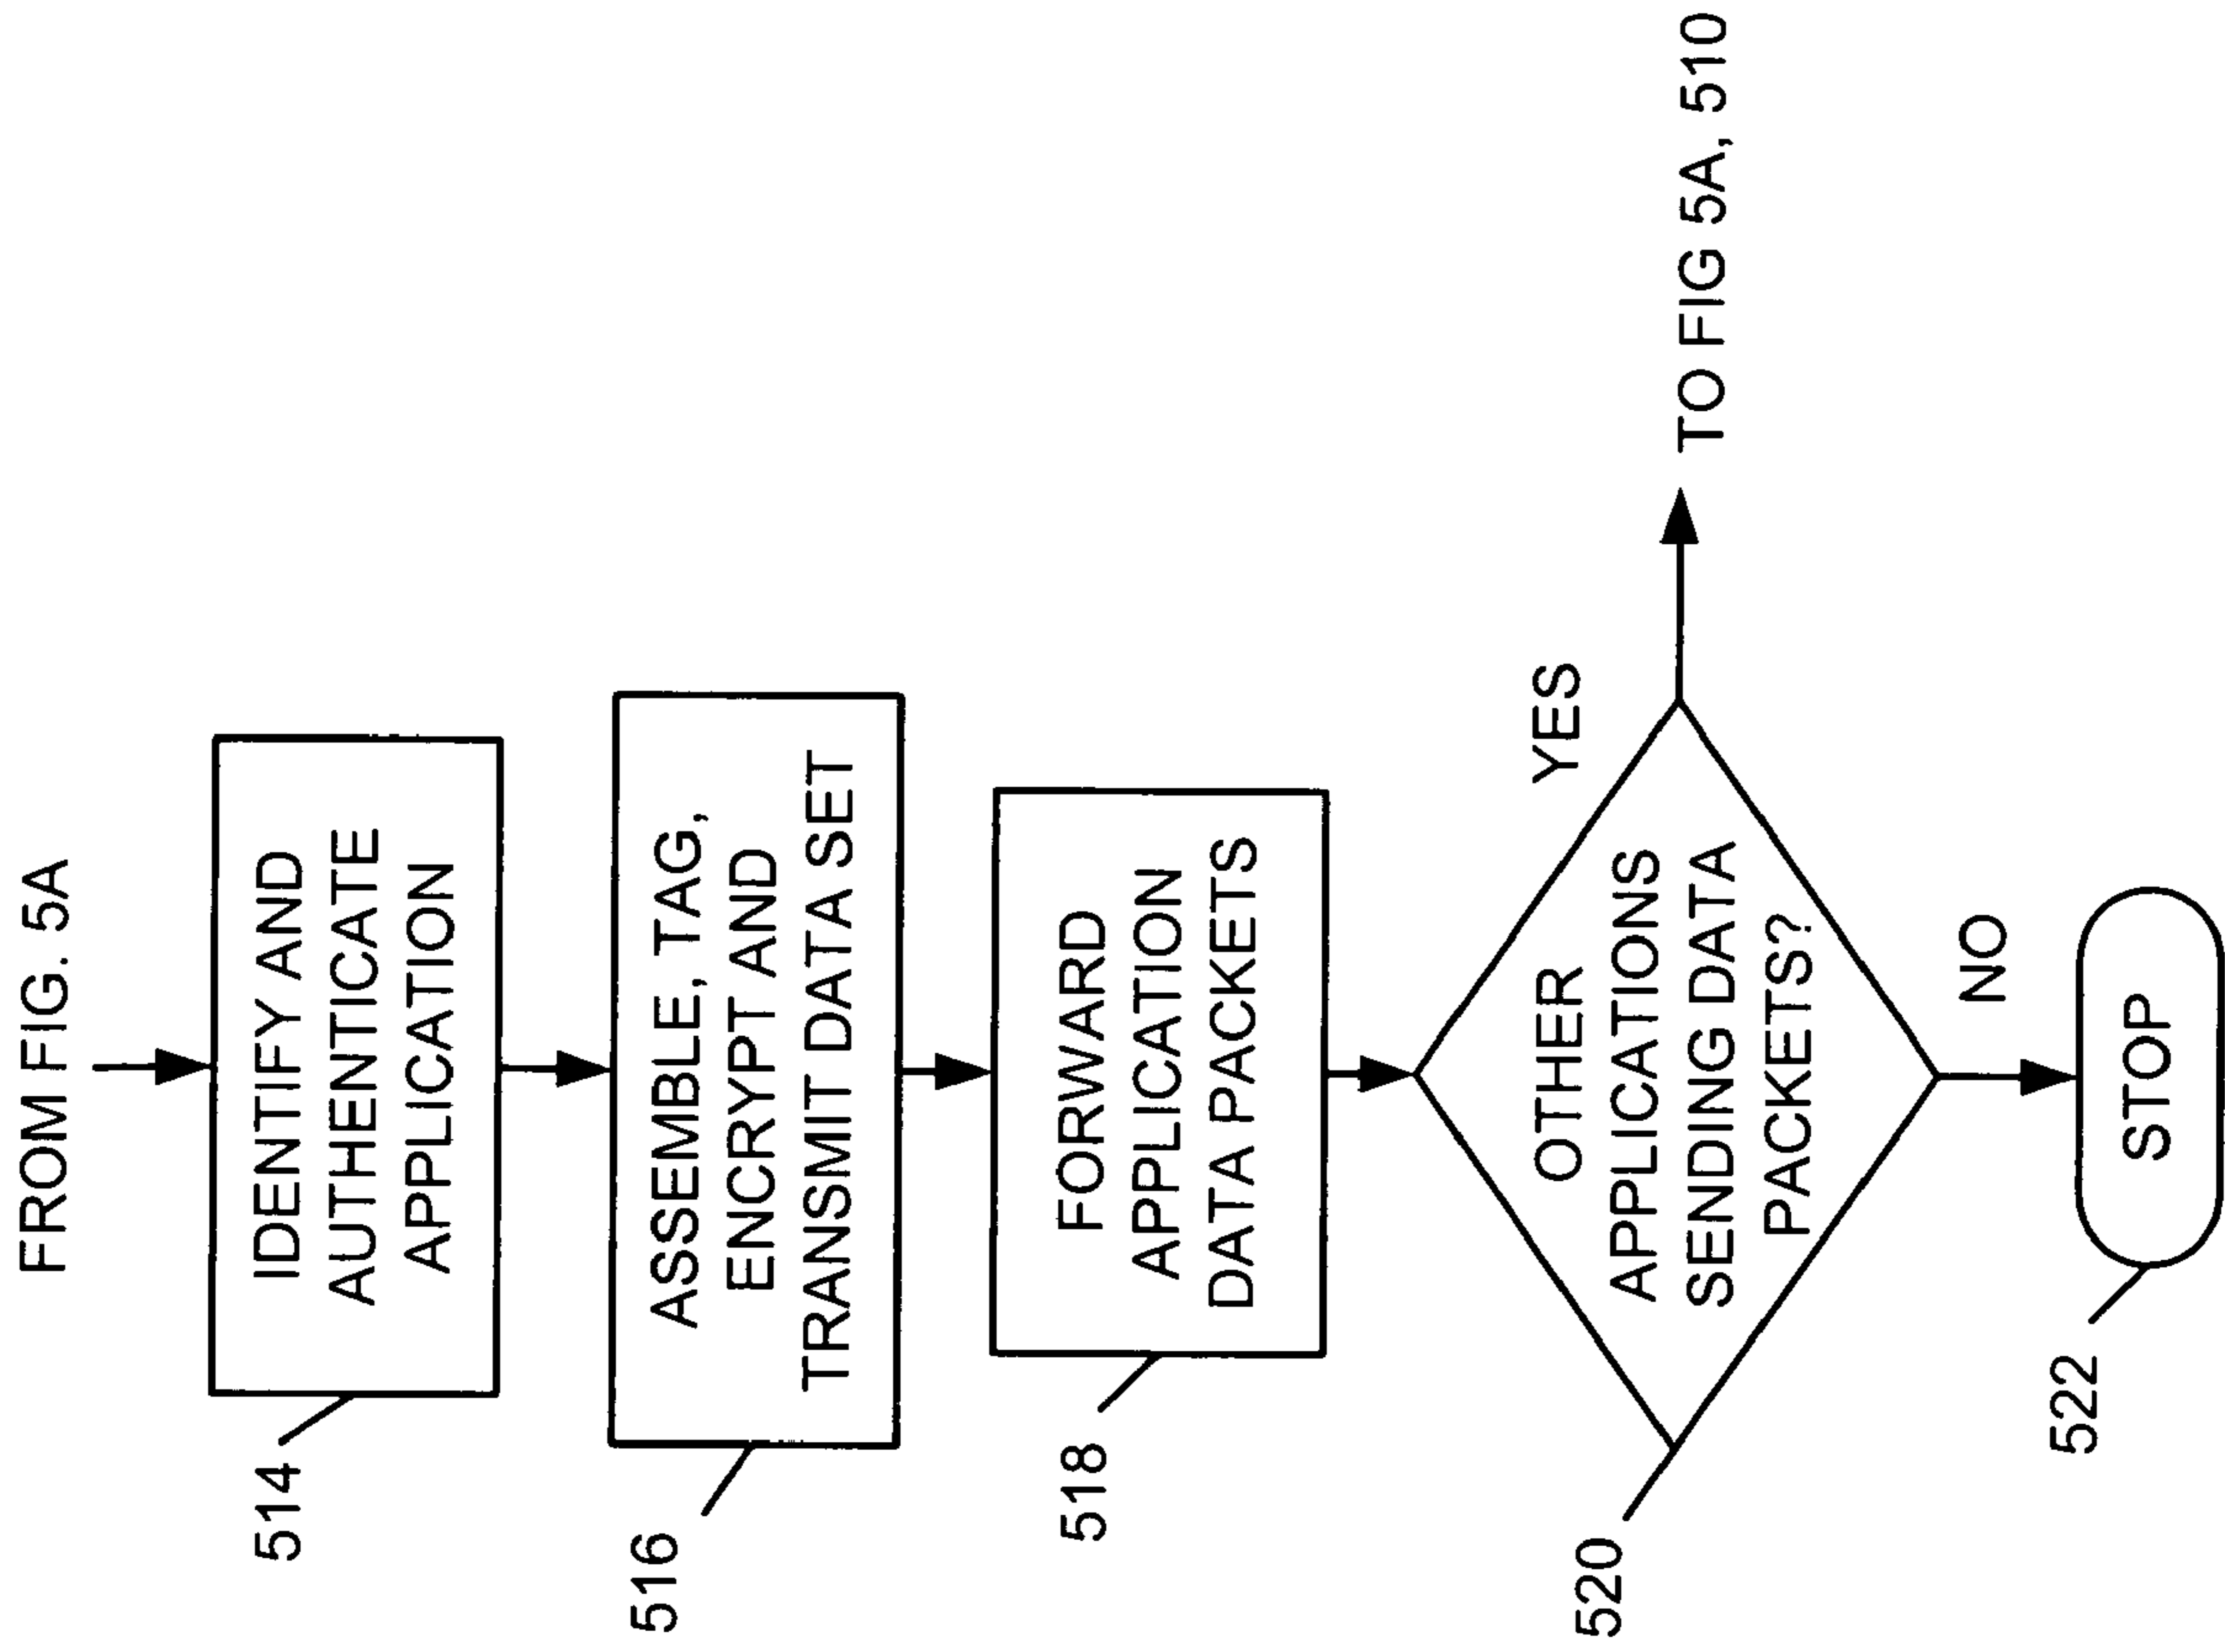 FROM FIG. 5A
514
IDENTIFY AND
AUTHENTICATE
APPLICATION
516
ASSEMBLE, TAG,
ENCRYPT AND
TRANSMIT DATA SET
518
FORWARD
APPLICATION
DATA PACKETS
520
OTHER
APPLICATIONS
SENDING DATA
PACKETS?
YES
TO FIG 5A, 510
NO
522
STOP